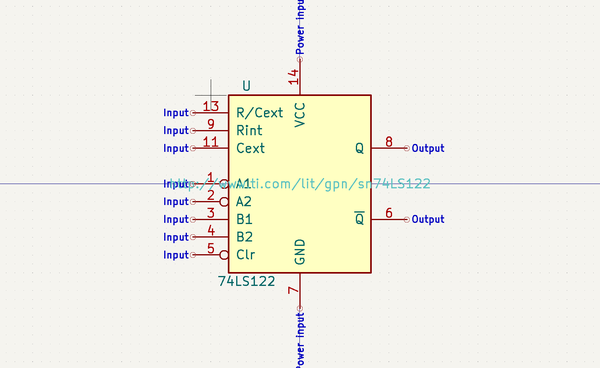 Power input
14
U
VCC
Input 13 R/Cext
Input 9 Rint
Input 11 Cext
Q 8 Output
Input 1 A1
http://www.ti.com/lit/gpn/sn74LS122
Input 2 A2
Input 3 B1
Q 6 Output
Input 4 B2
Input 5 Clr
GND
74LS122
7
Power input